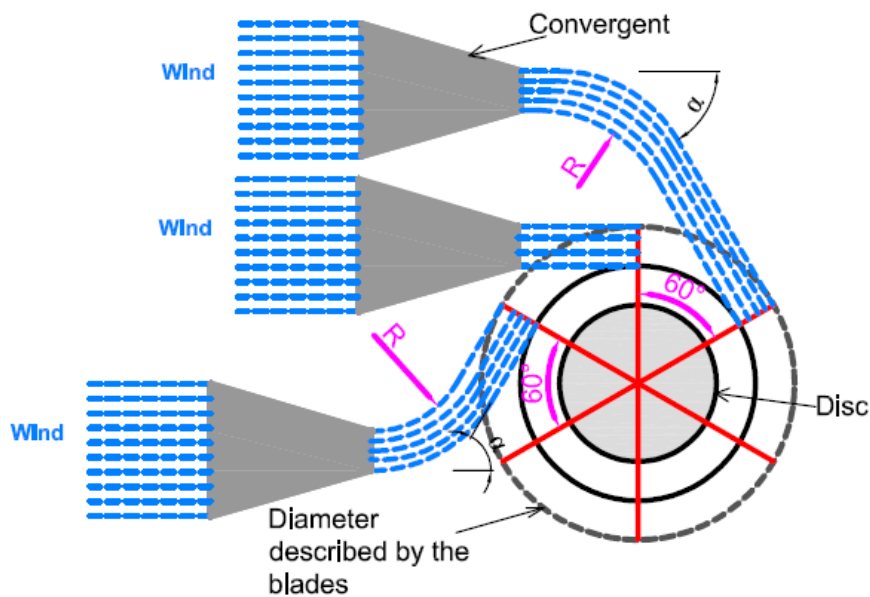 Convergent
WInd
α
R
WInd
60°
R
60°
Disc
WInd
α
Diameter
described by the
blades